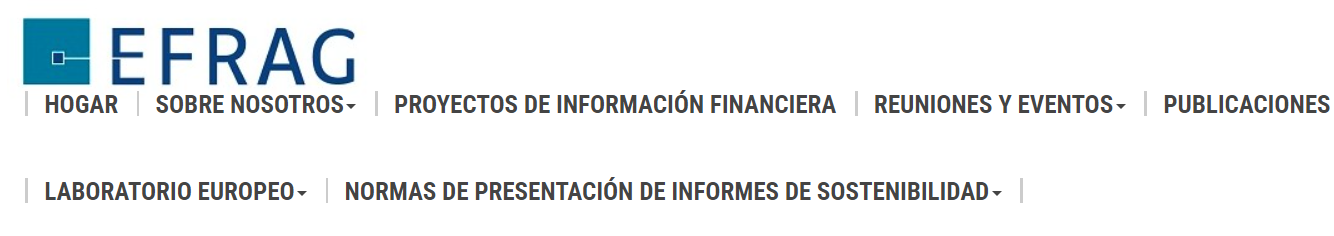 EFRAG
HOGAR SOBRE NOSOTROS PROYECTOS DE INFORMACIÓN FINANCIERA REUNIONES Y EVENTOS PUBLICACIONES
LABORATORIO EUROPEO NORMAS DE PRESENTACIÓN DE INFORMES DE SOSTENIBILIDAD